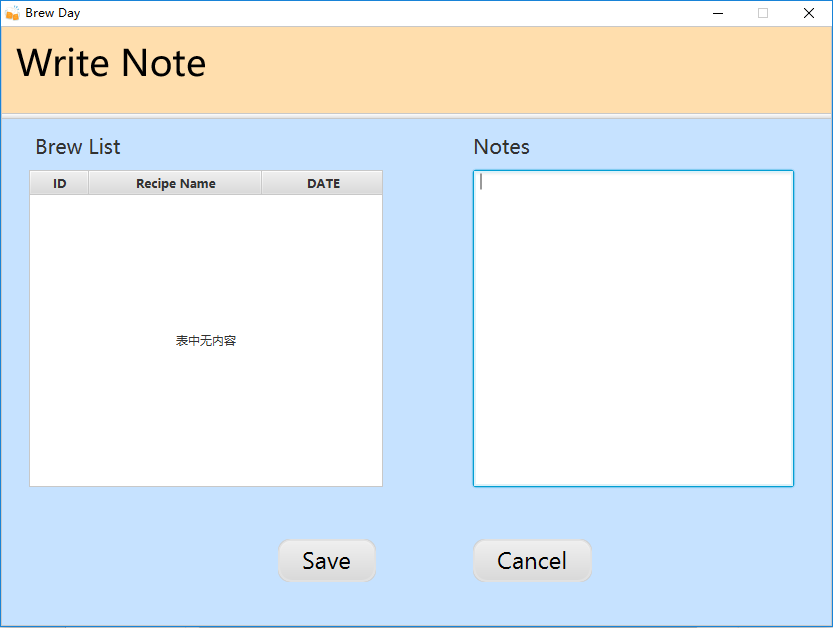 Brew Day
Write Note
Brew List
Notes
ID Recipe Name DATE
表中无内容
Save
Cancel